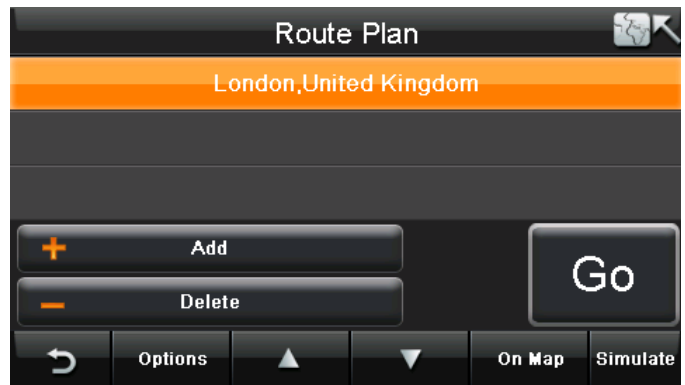 Route Plan
London,United Kingdom
Add
Delete
Go
Options
On Map
Simulate